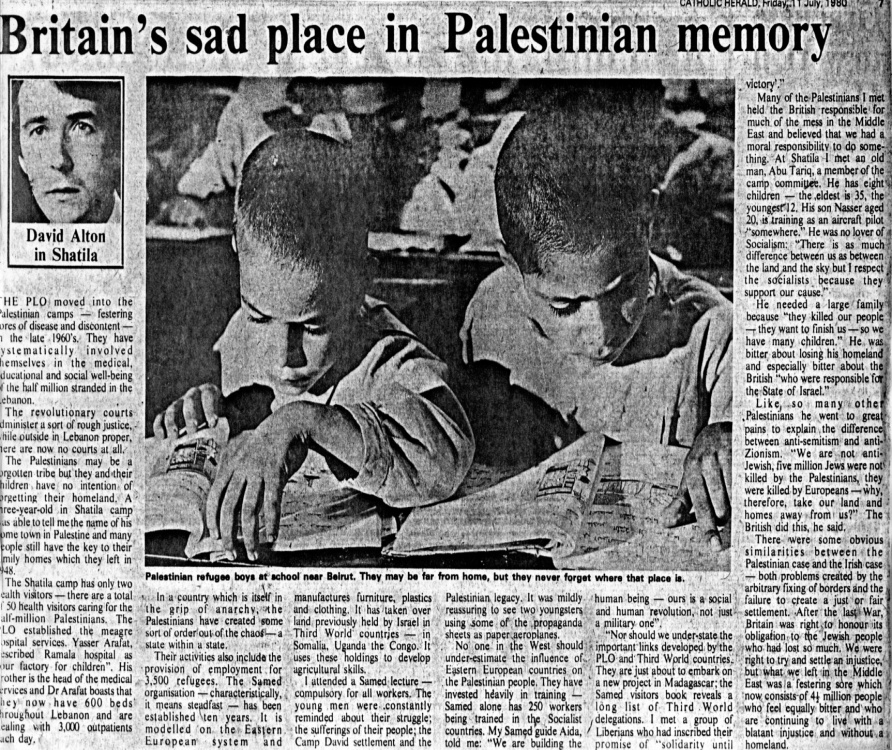 CATHOLIC HERALD, Friday, 11 July, 1980 7
Britain's sad place in Palestinian memory
David Alton
in Shatila
HE PLO moved into the
alestinian camps — festering
ores of disease and discontent —
n the late 1960's. They have
ystematically involved
hemselves in the medical,
ducational and social well-being
f the half million stranded in the
ebanon.
The revolutionary courts
dminister a sort of rough justice,
hile outside in Lebanon proper,
ere are now no courts at all.
The Palestinians may be a
orgotten tribe but they and their
hildren have no intention of
orgetting their homeland. A
hree-year-old in Shatila camp
as able to tell me the name of his
ome town in Palestine and many
eople still have the key to their
mily homes which they left in
948.
The Shatila camp has only two
ealth visitors — there are a total
f 50 health visitors caring for the
alf-million Palestinians. The
LO established the meagre
ospital services. Yasser Arafat,
escribed Ramala hospital as
our factory for children". His
rother is the head of the medical
ervices and Dr Arafat boasts that
hey now have 600 beds
hroughout Lebanon and are
ealing with 3,000 outpatients
ach day.
Palestinian refugee boys at school near Beirut. They may be far from home, but they never forget where that place is.
In a country which is itself in
the grip of anarchy, the
Palestinians have created some
sort of order out of the chaos — a
state within a state.
Their activities also include the
provision of employment for
3,500 refugees. The Samed
organisation — characteristically,
it means steadfast — has been
established ten years. It is
modelled on the Eastern
European system and
manufactures furniture, plastics
and clothing. It has taken over
land previously held by Israel in
Third World countries — in
Somalia, Uganda the Congo. It
uses these holdings to develop
agricultural skills.
I attended a Samed lecture —
compulsory for all workers. The
young men were constantly
reminded about their struggle;
the sufferings of their people; the
Camp David settlement and the
Palestinian legacy. It was mildly
reassuring to see two youngsters
using some of the propaganda
sheets as paper aeroplanes.
No one in the West should
under-estimate the influence of
Eastern European countries on
the Palestinian people. They have
invested heavily in training —
Samed alone has 250 workers
being trained in the Socialist
countries. My Samed guide Aida,
told me: "We are building the
human being — ours is a social
and human revolution, not just
a military one".
"Nor should we under-state the
important links developed by the
PLO and Third World countries.
They are just about to embark on
a new project in Madagascar; the
Samed visitors book reveals a
long list of Third World
delegations. I met a group of
Liberians who had inscribed their
promise of "solidarity until
victory'."
Many of the Palestinians I met
held the British responsible for
much of the mess in the Middle
East and believed that we had a
moral responsibility to do some-
thing. At Shatila I met an old
man, Abu Tariq, a member of the
camp committee. He has eight
children — the eldest is 35, the
youngest 12. His son Nasser aged
20, is training as an aircraft pilot
"somewhere." He was no lover of
Socialism: "There is as much
difference between us as between
the land and the sky but I respect
the socialists because they
support our cause."
He needed a large family
because "they killed our people
— they want to finish us — so we
have many children." He was
bitter about losing his homeland
and especially bitter about the
British "who were responsible for
the State of Israel."
Like, so many other
Palestinians he went to great
pains to explain the difference
between anti-semitism and anti-
Zionism. "We are not anti-
Jewish, five million Jews were not
killed by the Palestinians, they
were killed by Europeans — why,
therefore, take our land and
homes away from us?" The
British did this, he said.
There were some obvious
similarities between the
Palestinian case and the Irish case
— both problems created by the
arbitrary fixing of borders and the
failure to create a just or fair
settlement. After the last War,
Britain was right to honour its
obligation to the Jewish people
who had lost so much. We were
right to try and settle an injustice,
but what we left in the Middle
East was a festering sore which
now consists of 4½ million people
who feel equally bitter and who
are continuing to live with a
blatant injustice and without a
homeland.